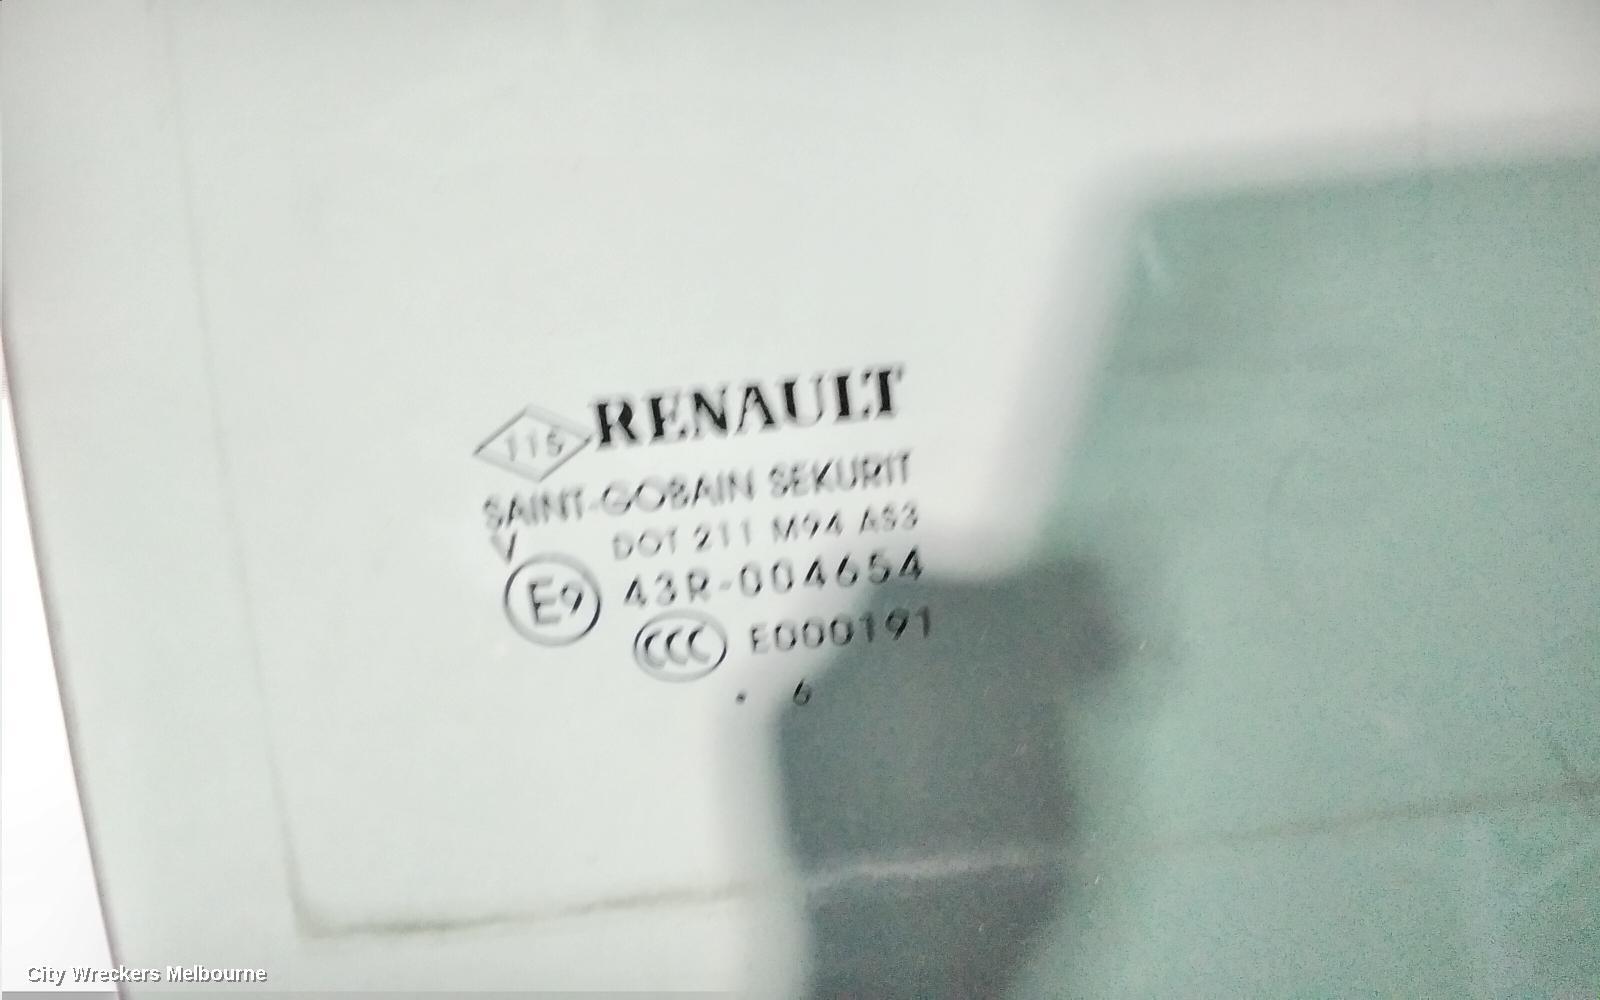 115 RENAULT
SAINT-GOBAIN SEKURIT
V DOT 211 M94 AS3
E9 43R-004654
CCC E000191
. 6
City Wreckers Melbourne